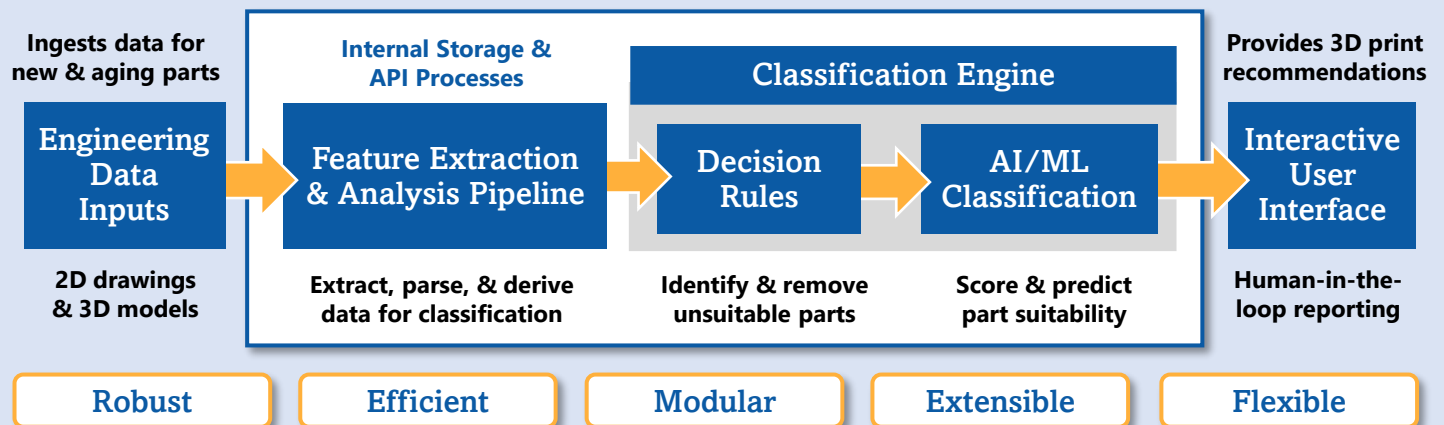 Ingests data for
new & aging parts
Engineering
Data
Inputs
2D drawings
& 3D models
Internal Storage &
API Processes
Feature Extraction
& Analysis Pipeline
Extract, parse, & derive
data for classification
Classification Engine
Decision
Rules
Identify & remove
unsuitable parts
AI/ML
Classification
Score & predict
part suitability
Provides 3D print
recommendations
Interactive
User
Interface
Human-in-the-
loop reporting
Robust
Efficient
Modular
Extensible
Flexible